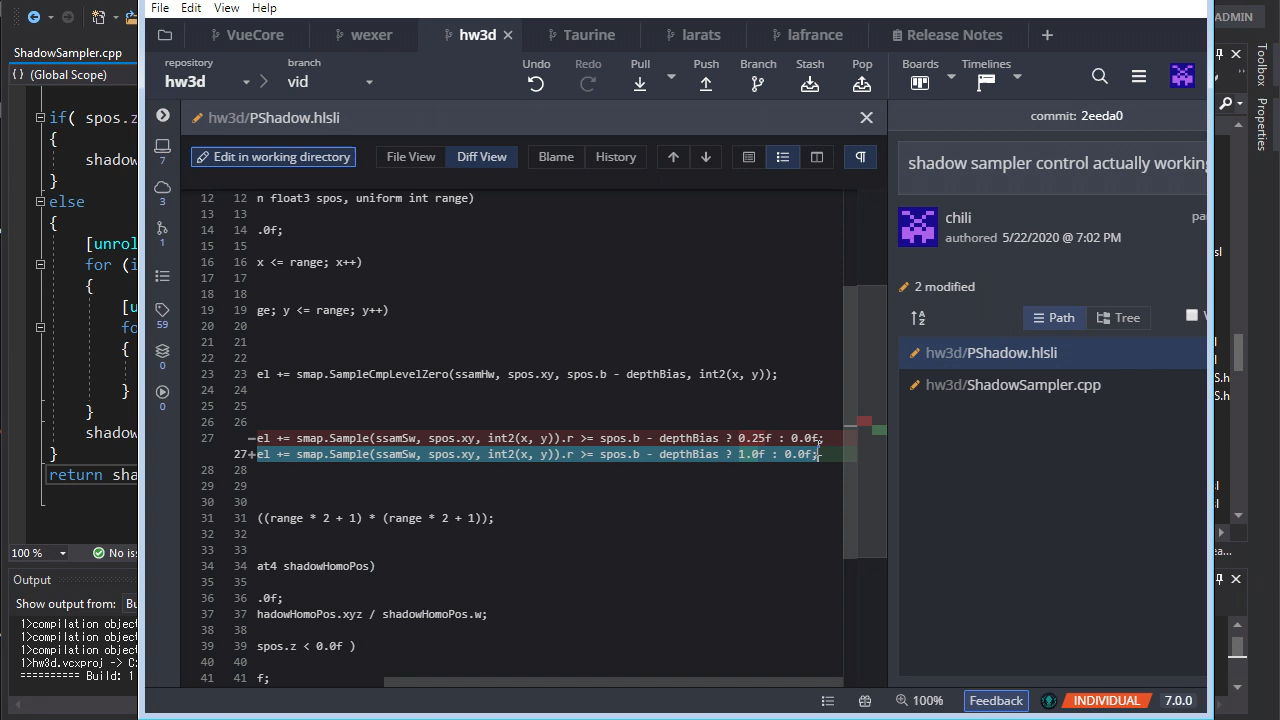 File Edit View Help
ADMIN
VueCore wexer hw3d Taurine larats lafrance Release Notes
ShadowSampler.cpp
(Global Scope)
repository
hw3d
branch
vid
Undo Redo Pull Push Branch Stash Pop Boards Timelines
Toolbox
Properties
hw3d/PShadow.hlsli
Edit in working directory File View Diff View Blame History
7
3
1
59
0
0
if( spos.z
{
shadow
}
else
{
[unrol
for (i
{
[u
fo
{
}
}
shadow
}
return shadow
12 12 n float3 spos, uniform int range)
13 13
14 14 .0f;
15 15
16 16 x <= range; x++)
17 17
18 18
19 19 ge; y <= range; y++)
20 20
21 21
22 22
23 23 el += smap.SampleCmpLevelZero(ssamHw, spos.xy, spos.b - depthBias, int2(x, y));
24 24
25 25
26 26
27 −el += smap.Sample(ssamSw, spos.xy, int2(x, y)).r >= spos.b - depthBias ? 0.25f : 0.0f;
27 +el += smap.Sample(ssamSw, spos.xy, int2(x, y)).r >= spos.b - depthBias ? 1.0f : 0.0f;
28 28
29 29
30 30
31 31 ((range * 2 + 1) * (range * 2 + 1));
32 32
33 33
34 34 at4 shadowHomoPos)
35 35
36 36 .0f;
37 37 hadowHomoPos.xyz / shadowHomoPos.w;
38 38
39 39 spos.z < 0.0f )
40 40
41 41 f;
commit: 2eeda0
shadow sampler control actually working
chili
authored 5/22/2020 @ 7:02 PM
2 modified
Path Tree
hw3d/PShadow.hlsli
hw3d/ShadowSampler.cpp
100 % No iss
Output
Show output from: Bu
1>compilation object
1>compilation object
1>compilation object
1>hw3d.vcxproj -> C:
========== Build: 1
100% Feedback INDIVIDUAL 7.0.0